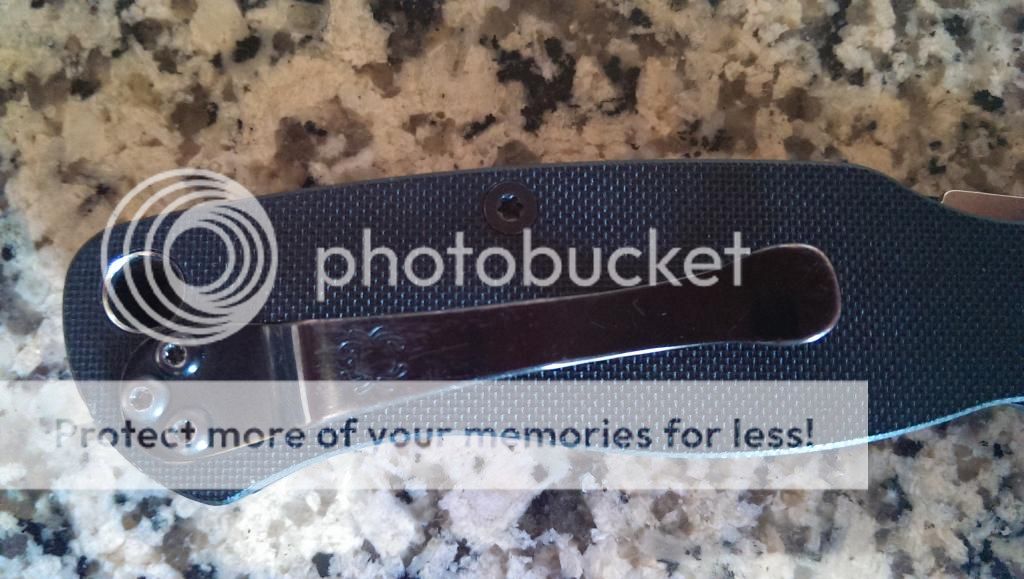 photobucket
Protect more of your memories for less!